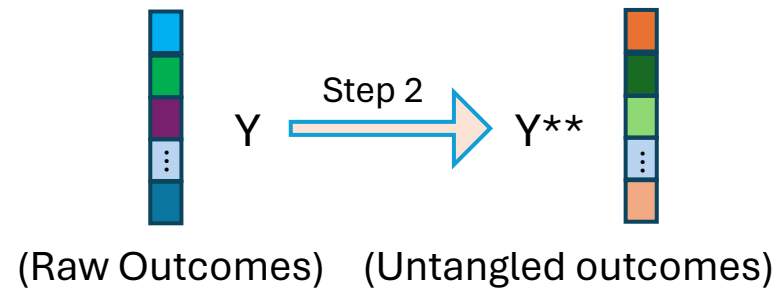 Step 2
Y Y**
⋮ ⋮
(Raw Outcomes) (Untangled outcomes)